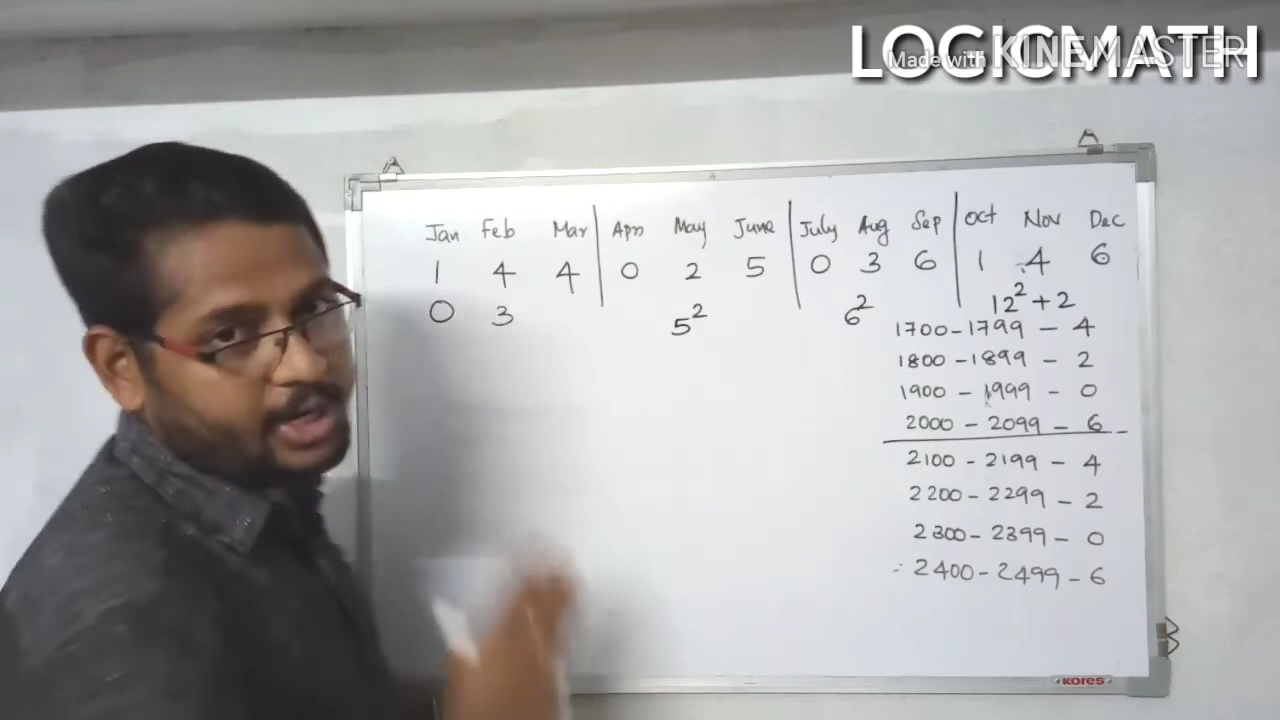 LOGICMATH
Made with KINEMASTER
Jan Feb Mar Apr May June July Aug Sep Oct Nov Dec
1 4 4 0 2 5 0 3 6 1 4 6
0 3 5² 6² 12²+2
1700-1799 - 4
1800-1899 - 2
1900 - 1999 - 0
2000 - 2099 - 6
2100 - 2199 - 4
2200 - 2299 - 2
2300 - 2399 - 0
2400 - 2499 - 6
KORES